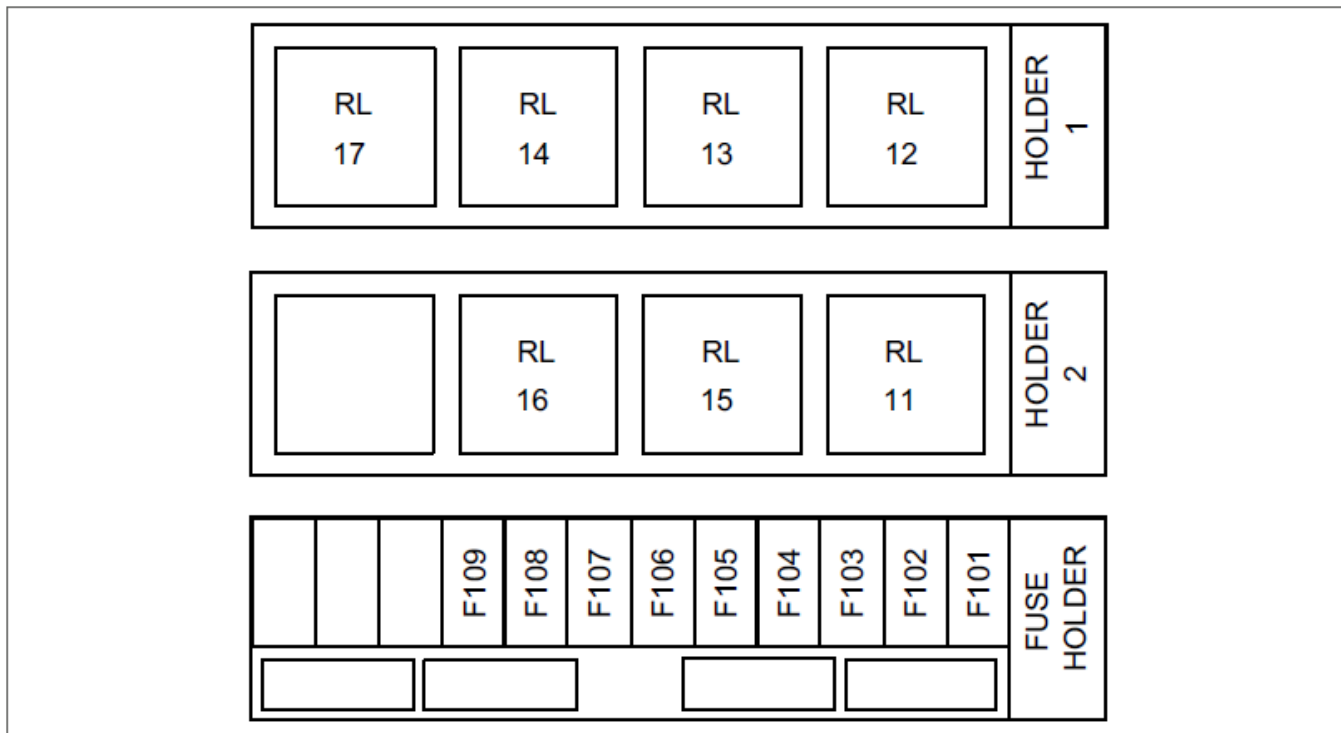 RL
17
RL
14
RL
13
RL
12
HOLDER
1
RL
16
RL
15
RL
11
HOLDER
2
F109
F108
F107
F106
F105
F104
F103
F102
F101
FUSE
HOLDER